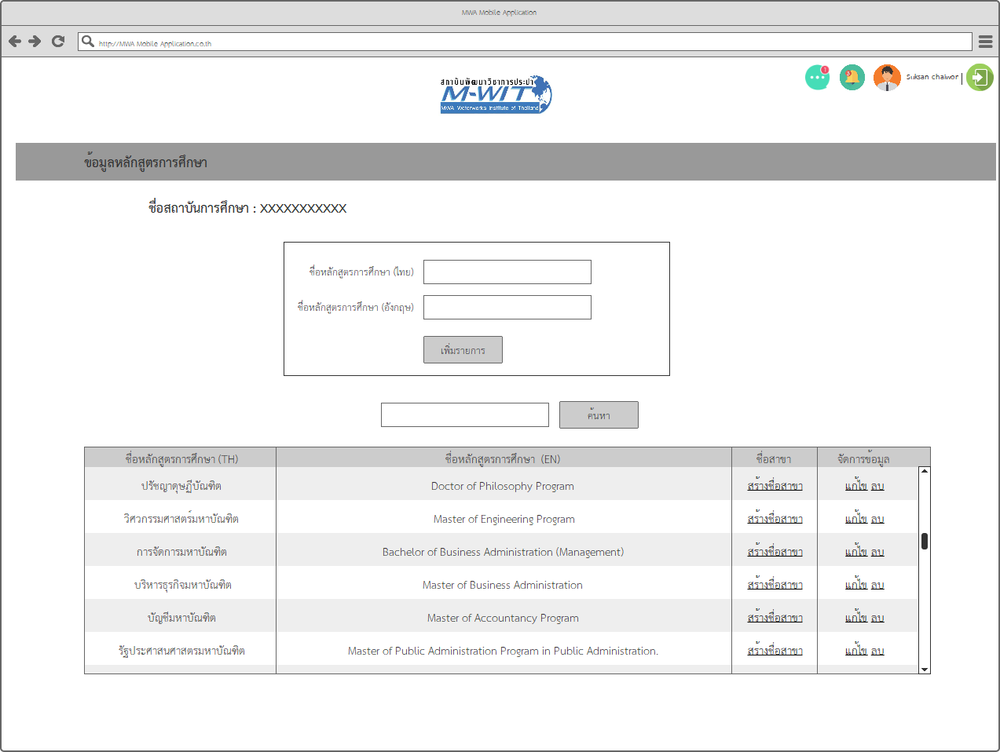 MWA Mobile Application
http://MWA Mobile Application.co.th
1
3
Suksan chaiwor |
สถาบันพัฒนาวิชาการประปา
M-WIT
MWA Waterworks Institute of Thailand
ข้อมูลหลักสูตรการศึกษา
ชื่อสถาบันการศึกษา : XXXXXXXXXXX
ชื่อหลักสูตรการศึกษา (ไทย)
ชื่อหลักสูตรการศึกษา (อังกฤษ)
เพิ่มรายการ
ค้นหา
ชื่อหลักสูตรการศึกษา (TH) ชื่อหลักสูตรการศึกษา (EN) ชื่อสาขา จัดการข้อมูล
ปรัชญาดุษฎีบัณฑิต Doctor of Philosophy Program สร้างชื่อสาขา แก้ไข ลบ
วิศวกรรมศาสตร์มหาบัณฑิต Master of Engineering Program สร้างชื่อสาขา แก้ไข ลบ
การจัดการมหาบัณฑิต Bachelor of Business Administration (Management) สร้างชื่อสาขา แก้ไข ลบ
บริหารธุรกิจมหาบัณฑิต Master of Business Administration สร้างชื่อสาขา แก้ไข ลบ
บัญชีมหาบัณฑิต Master of Accountancy Program สร้างชื่อสาขา แก้ไข ลบ
รัฐประศาสนศาสตรมหาบัณฑิต Master of Public Administration Program in Public Administration. สร้างชื่อสาขา แก้ไข ลบ